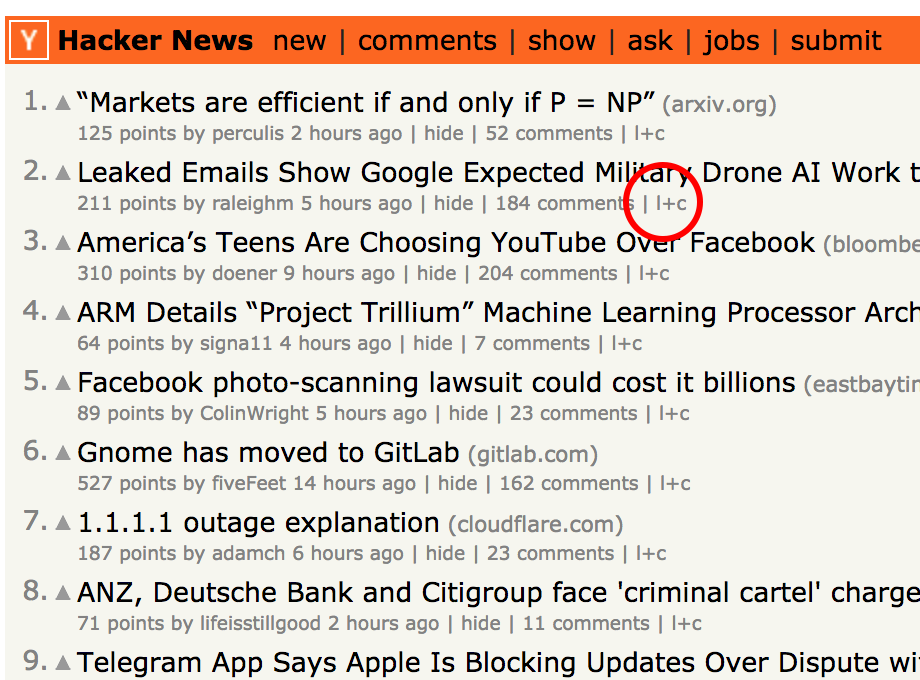 Y Hacker News new | comments | show | ask | jobs | submit
1. ▲ “Markets are efficient if and only if P = NP” (arxiv.org)
125 points by perculis 2 hours ago | hide | 52 comments | l+c
2. ▲ Leaked Emails Show Google Expected Military Drone AI Work t
211 points by raleighm 5 hours ago | hide | 184 comments | l+c
3. ▲ America’s Teens Are Choosing YouTube Over Facebook (bloombe
310 points by doener 9 hours ago | hide | 204 comments | l+c
4. ▲ ARM Details “Project Trillium” Machine Learning Processor Arch
64 points by signa11 4 hours ago | hide | 7 comments | l+c
5. ▲ Facebook photo-scanning lawsuit could cost it billions (eastbaytim
89 points by ColinWright 5 hours ago | hide | 23 comments | l+c
6. ▲ Gnome has moved to GitLab (gitlab.com)
527 points by fiveFeet 14 hours ago | hide | 162 comments | l+c
7. ▲ 1.1.1.1 outage explanation (cloudflare.com)
187 points by adamch 6 hours ago | hide | 23 comments | l+c
8. ▲ ANZ, Deutsche Bank and Citigroup face 'criminal cartel' charge
71 points by lifeisstillgood 2 hours ago | hide | 11 comments | l+c
9. ▲ Telegram App Says Apple Is Blocking Updates Over Dispute wi